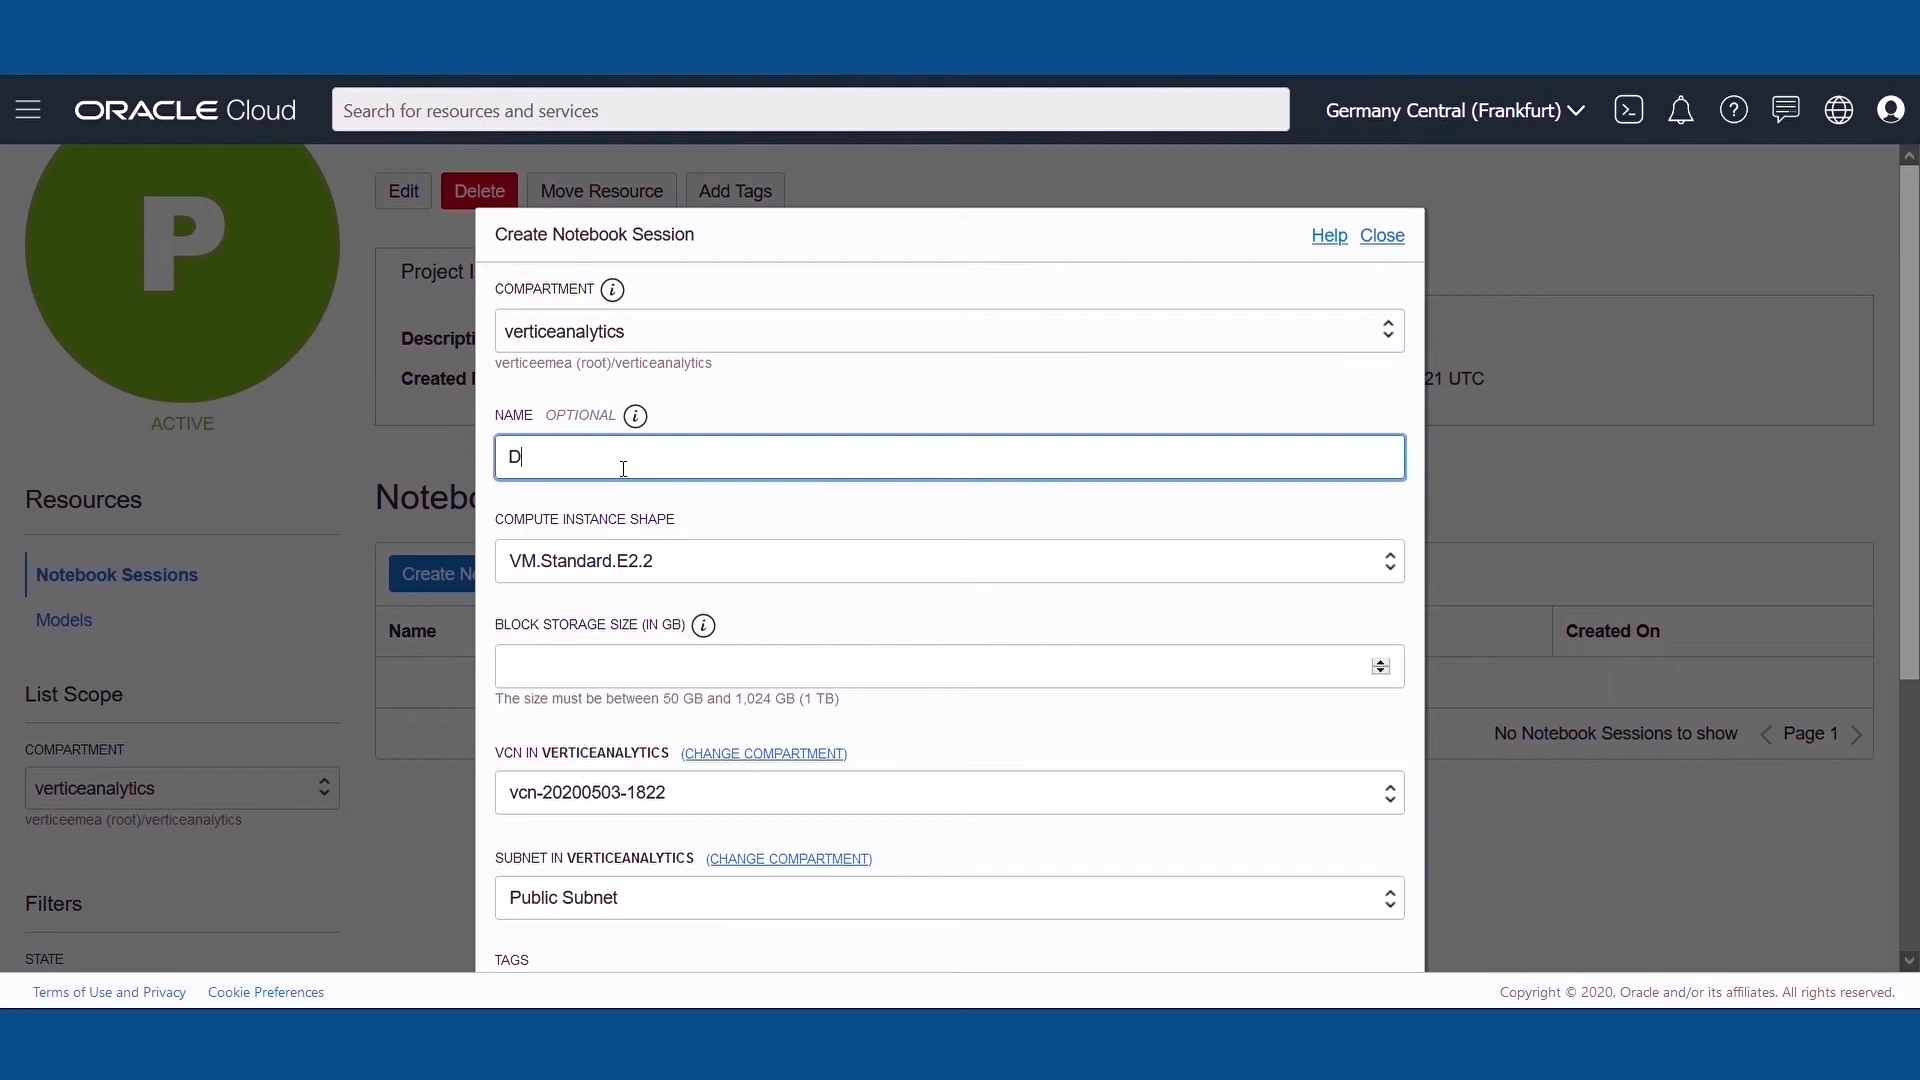 ORACLE Cloud
Search for resources and services
Germany Central (Frankfurt)
P
ACTIVE
Edit
Delete
Move Resource
Add Tags
Project I
Descripti
Created I
21 UTC
Resources
Notebook Sessions
Models
List Scope
COMPARTMENT
verticeanalytics
verticeemea (root)/verticeanalytics
Filters
STATE
Notebo
Create No
Name
Created On
No Notebook Sessions to show
Page 1
Create Notebook Session
Help
Close
COMPARTMENT
verticeanalytics
verticeemea (root)/verticeanalytics
NAME OPTIONAL
D
COMPUTE INSTANCE SHAPE
VM.Standard.E2.2
BLOCK STORAGE SIZE (IN GB)
The size must be between 50 GB and 1,024 GB (1 TB)
VCN IN VERTICEANALYTICS (CHANGE COMPARTMENT)
vcn-20200503-1822
SUBNET IN VERTICEANALYTICS (CHANGE COMPARTMENT)
Public Subnet
TAGS
Terms of Use and Privacy
Cookie Preferences
Copyright © 2020, Oracle and/or its affiliates. All rights reserved.